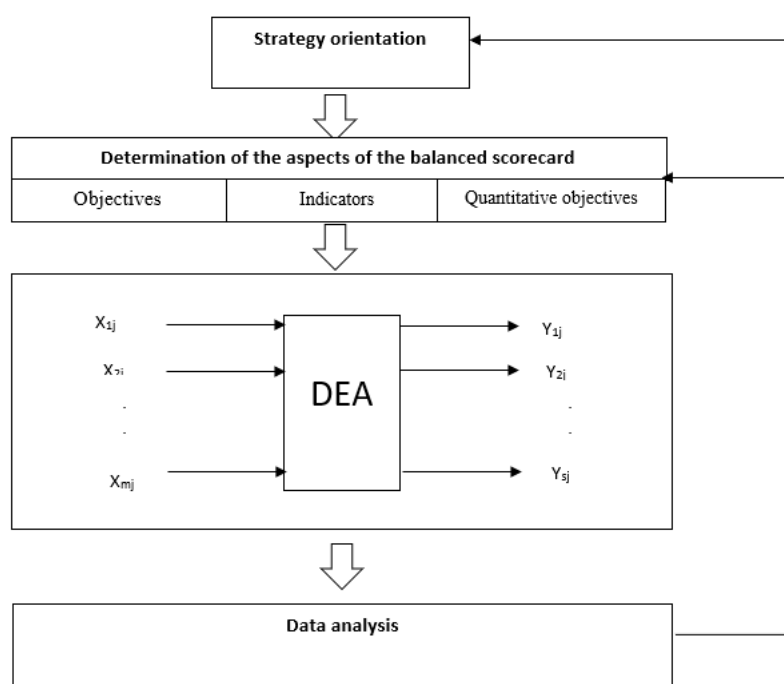 Strategy orientation
Determination of the aspects of the balanced scorecard
Objectives Indicators Quantitative objectives
X₁ⱼ Y₁ⱼ
Y₂ⱼ
DEA
Xₘⱼ Yₛⱼ
Data analysis